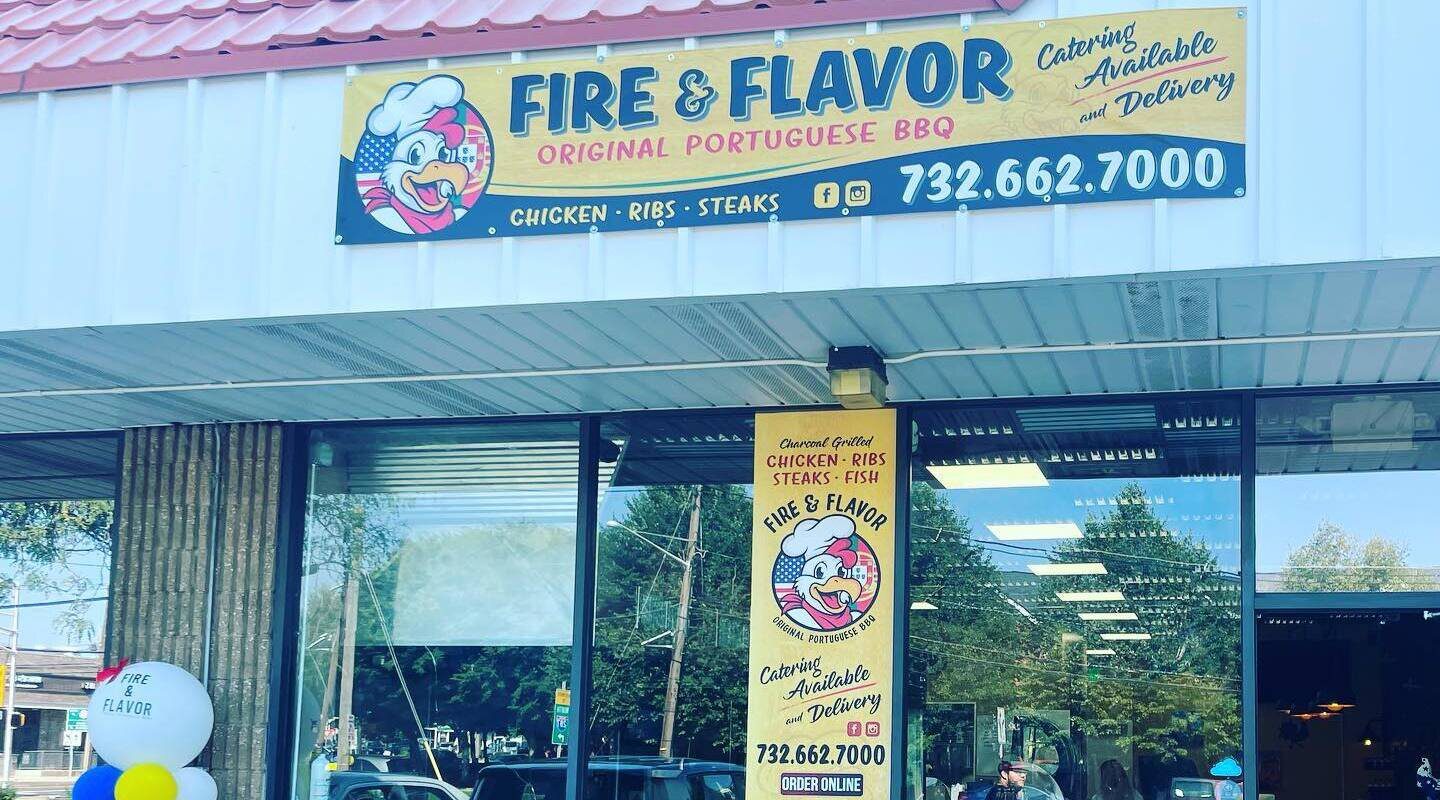 FIRE & FLAVOR
ORIGINAL PORTUGUESE BBQ
CHICKEN · RIBS · STEAKS
Catering
Available
and Delivery
732.662.7000
Charcoal Grilled
CHICKEN · RIBS
STEAKS · FISH
FIRE & FLAVOR
ORIGINAL PORTUGUESE BBQ
Catering
Available
and Delivery
732.662.7000
ORDER ONLINE
FIRE
&
FLAVOR